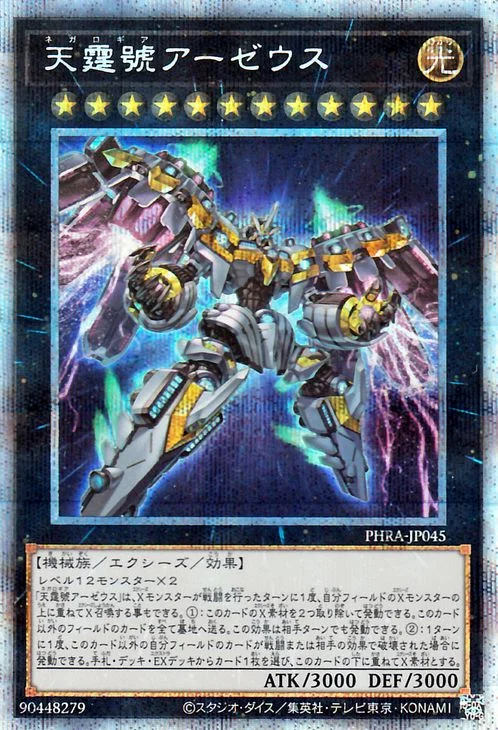 ネガロギア
天霆號アーゼウス
光
PHRA-JP045
【機械族/エクシーズ/効果】
レベル12モンスター×2
「天霆號アーゼウス」は、Xモンスターが戦闘を行ったターンに1度、自分フィールドのXモンスターの
上に重ねてX召喚する事もできる。①:このカードのX素材を2つ取り除いて発動できる。このカード
以外のフィールドのカードを全て墓地へ送る。この効果は相手ターンでも発動できる。②:1ターン
に1度、このカード以外の自分フィールドのカードが戦闘または相手の効果で破壊された場合に
発動できる。手札・デッキ・EXデッキからカード1枚を選び、このカードの下に重ねてX素材とする。
ATK/3000 DEF/3000
90448279
©スタジオ・ダイス/集英社・テレビ東京・KONAMI